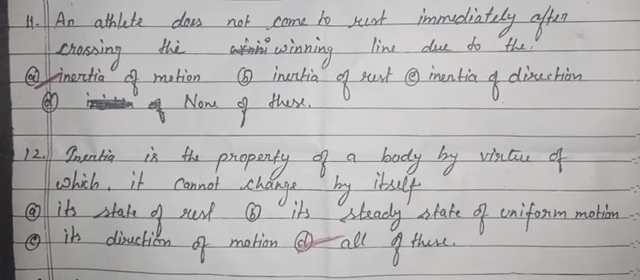 11. An athlete does not come to rest immediately after
crossing the winning line due to the.
(a) inertia of motion (b) inertia of rest (c) inertia of direction
(d) None of these.
12. Inertia is the property of a body by virtue of
which, it cannot change by itself
(a) its state of rest (b) its steady state of uniform motion
(c) its direction of motion (d) all of these.